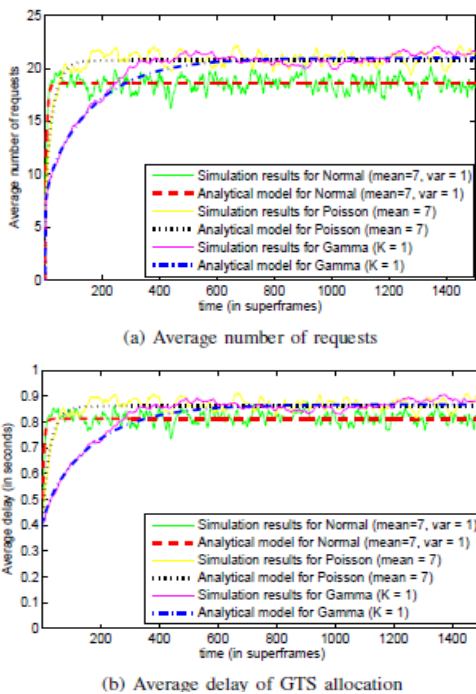 25
20
15
10
5
0
Average number of requests
Simulation results for Normal (mean=7, var = 1)
Analytical model for Normal (mean=7, var = 1)
Simulation results for Poisson (mean = 7)
Analytical model for Poisson (mean = 7)
Simulation results for Gamma (K = 1)
Analytical model for Gamma (K = 1)
200 400 600 800 1000 1200 1400
time (in superframes)
(a) Average number of requests
1
0.9
0.8
0.7
0.6
0.5
0.4
0.3
0.2
0.1
0
Average delay (in seconds)
Simulation results for Normal (mean=7, var = 1)
Analytical model for Normal (mean=7, var = 1)
Simulation results for Poisson (mean = 7)
Analytical model for Poisson (mean = 7)
Simulation results for Gamma (K = 1)
Analytical model for Gamma (K = 1)
200 400 600 800 1000 1200 1400
time (in superframes)
(b) Average delay of GTS allocation